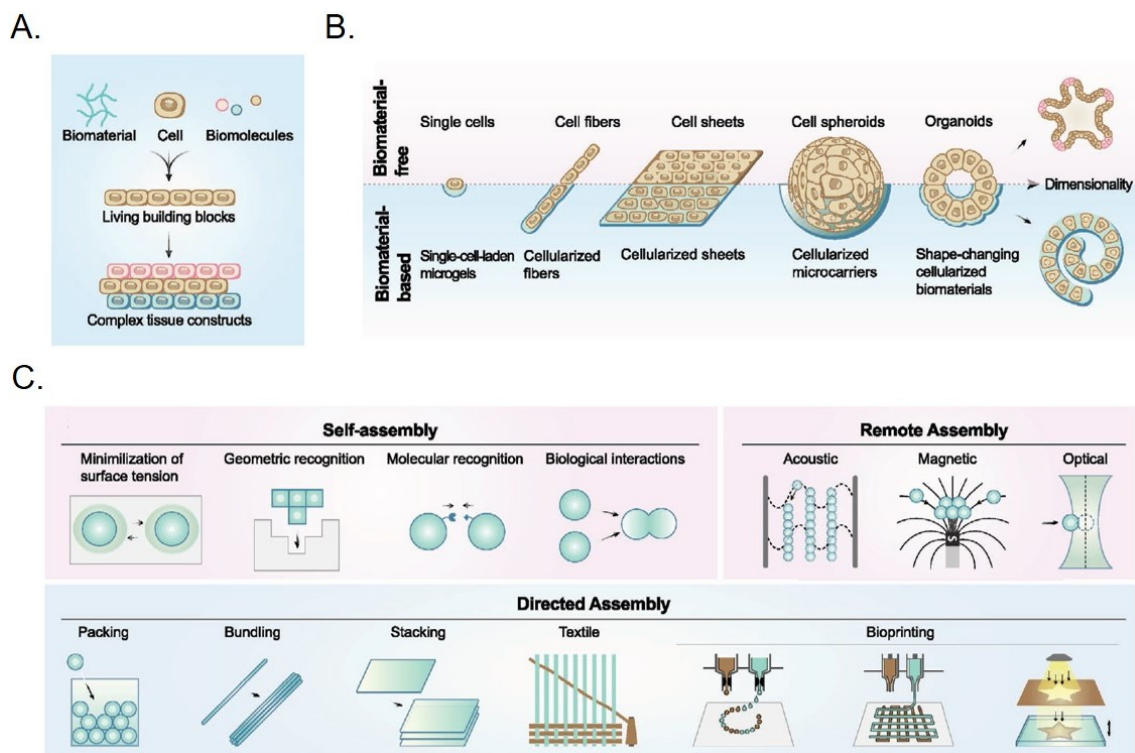 A.
Biomaterial
Cell
Biomolecules
Living building blocks
Complex tissue constructs
B.
Biomaterial-
free
Single cells
Cell fibers
Cell sheets
Cell spheroids
Organoids
Dimensionality
Biomaterial-
based
Single-cell-laden
microgels
Cellularized
fibers
Cellularized sheets
Cellularized
microcarriers
Shape-changing
cellularized
biomaterials
C.
Self-assembly
Minimilization of
surface tension
Geometric recognition
Molecular recognition
Biological interactions
Remote Assembly
Acoustic
Magnetic
Optical
S
Directed Assembly
Packing
Bundling
Stacking
Textile
Bioprinting